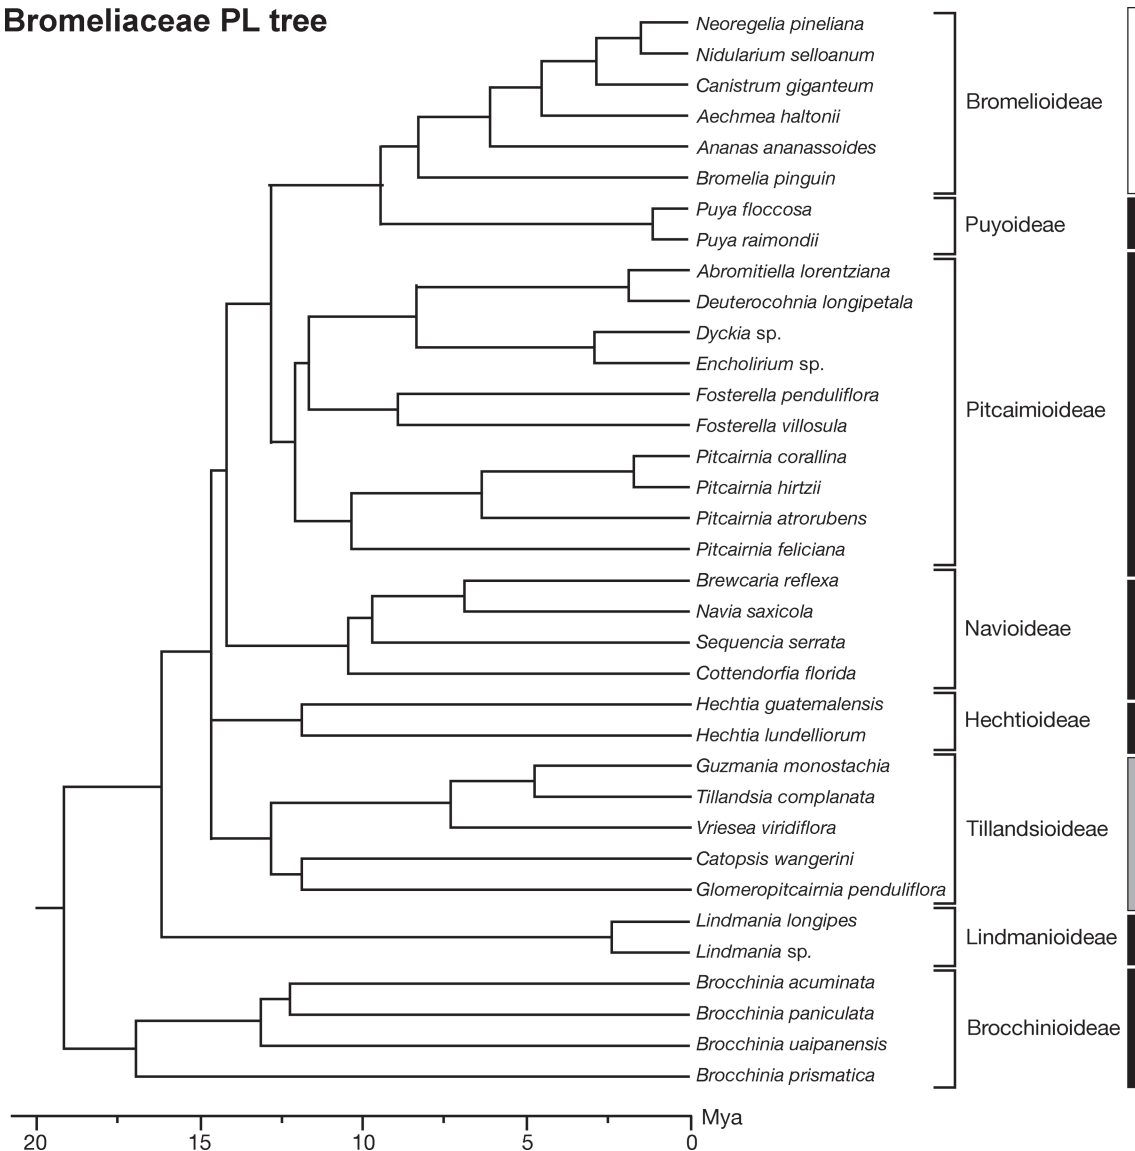 Bromeliaceae PL tree
Neoregelia pineliana
Nidularium selloanum
Canistrum giganteum
Aechmea haltonii
Ananas ananassoides
Bromelia pinguin
Bromelioideae
Puya floccosa
Puya raimondii
Puyoideae
Abromitiella lorentziana
Deuterocohnia longipetala
Dyckia sp.
Encholirium sp.
Fosterella penduliflora
Fosterella villosula
Pitcairnia corallina
Pitcairnia hirtzii
Pitcairnia atrorubens
Pitcairnia feliciana
Pitcaimioideae
Brewcaria reflexa
Navia saxicola
Sequencia serrata
Cottendorfia florida
Navioideae
Hechtia guatemalensis
Hechtia lundelliorum
Hechtioideae
Guzmania monostachia
Tillandsia complanata
Vriesea viridiflora
Catopsis wangerini
Glomeropitcairnia penduliflora
Tillandsioideae
Lindmania longipes
Lindmania sp.
Lindmanioideae
Brocchinia acuminata
Brocchinia paniculata
Brocchinia uaipanensis
Brocchinia prismatica
Brocchinioideae
Mya
20 15 10 5 0